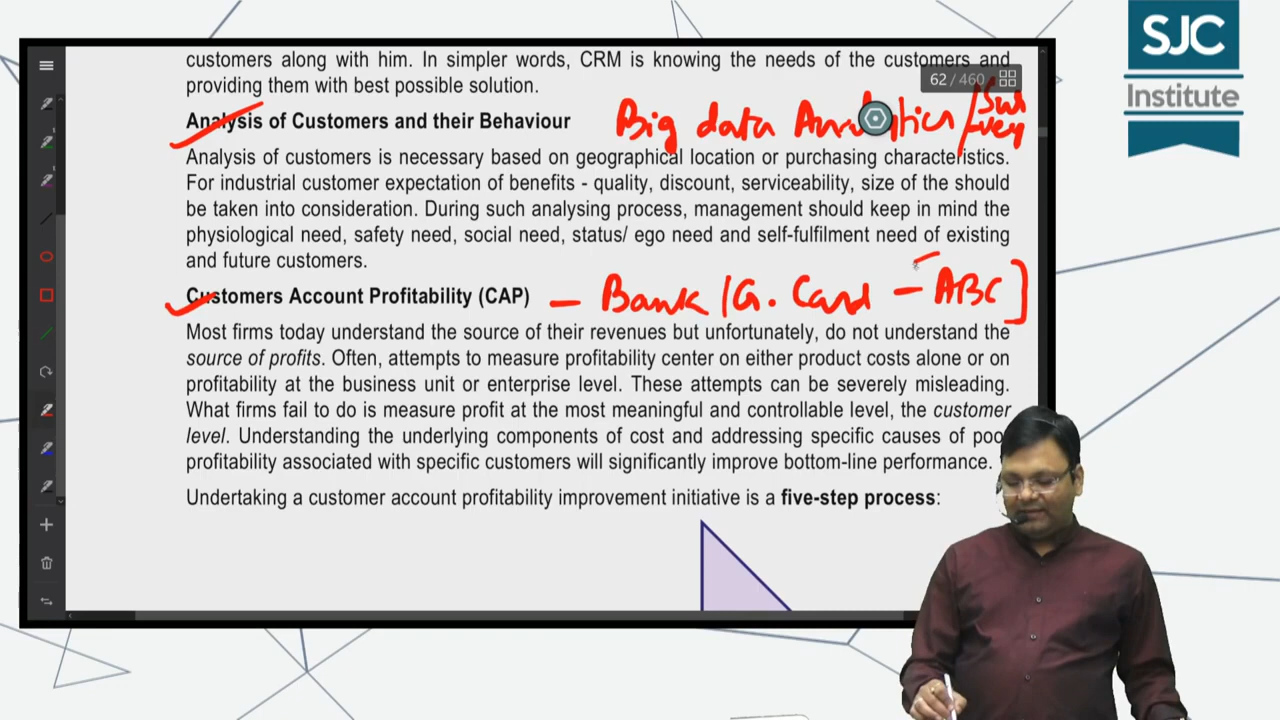 SJC
Institute
customers along with him. In simpler words, CRM is knowing the needs of the customers and
providing them with best possible solution.
62 / 460
Analysis of Customers and their Behaviour
Big data Analytics /
Analysis of customers is necessary based on geographical location or purchasing characteristics.
For industrial customer expectation of benefits - quality, discount, serviceability, size of the should
be taken into consideration. During such analysing process, management should keep in mind the
physiological need, safety need, social need, status/ ego need and self-fulfilment need of existing
and future customers.
Customers Account Profitability (CAP) – Bank / G. Card – ABC ]
Most firms today understand the source of their revenues but unfortunately, do not understand the
source of profits. Often, attempts to measure profitability center on either product costs alone or on
profitability at the business unit or enterprise level. These attempts can be severely misleading.
What firms fail to do is measure profit at the most meaningful and controllable level, the customer
level. Understanding the underlying components of cost and addressing specific causes of poo
profitability associated with specific customers will significantly improve bottom-line performance.
Undertaking a customer account profitability improvement initiative is a five-step process: